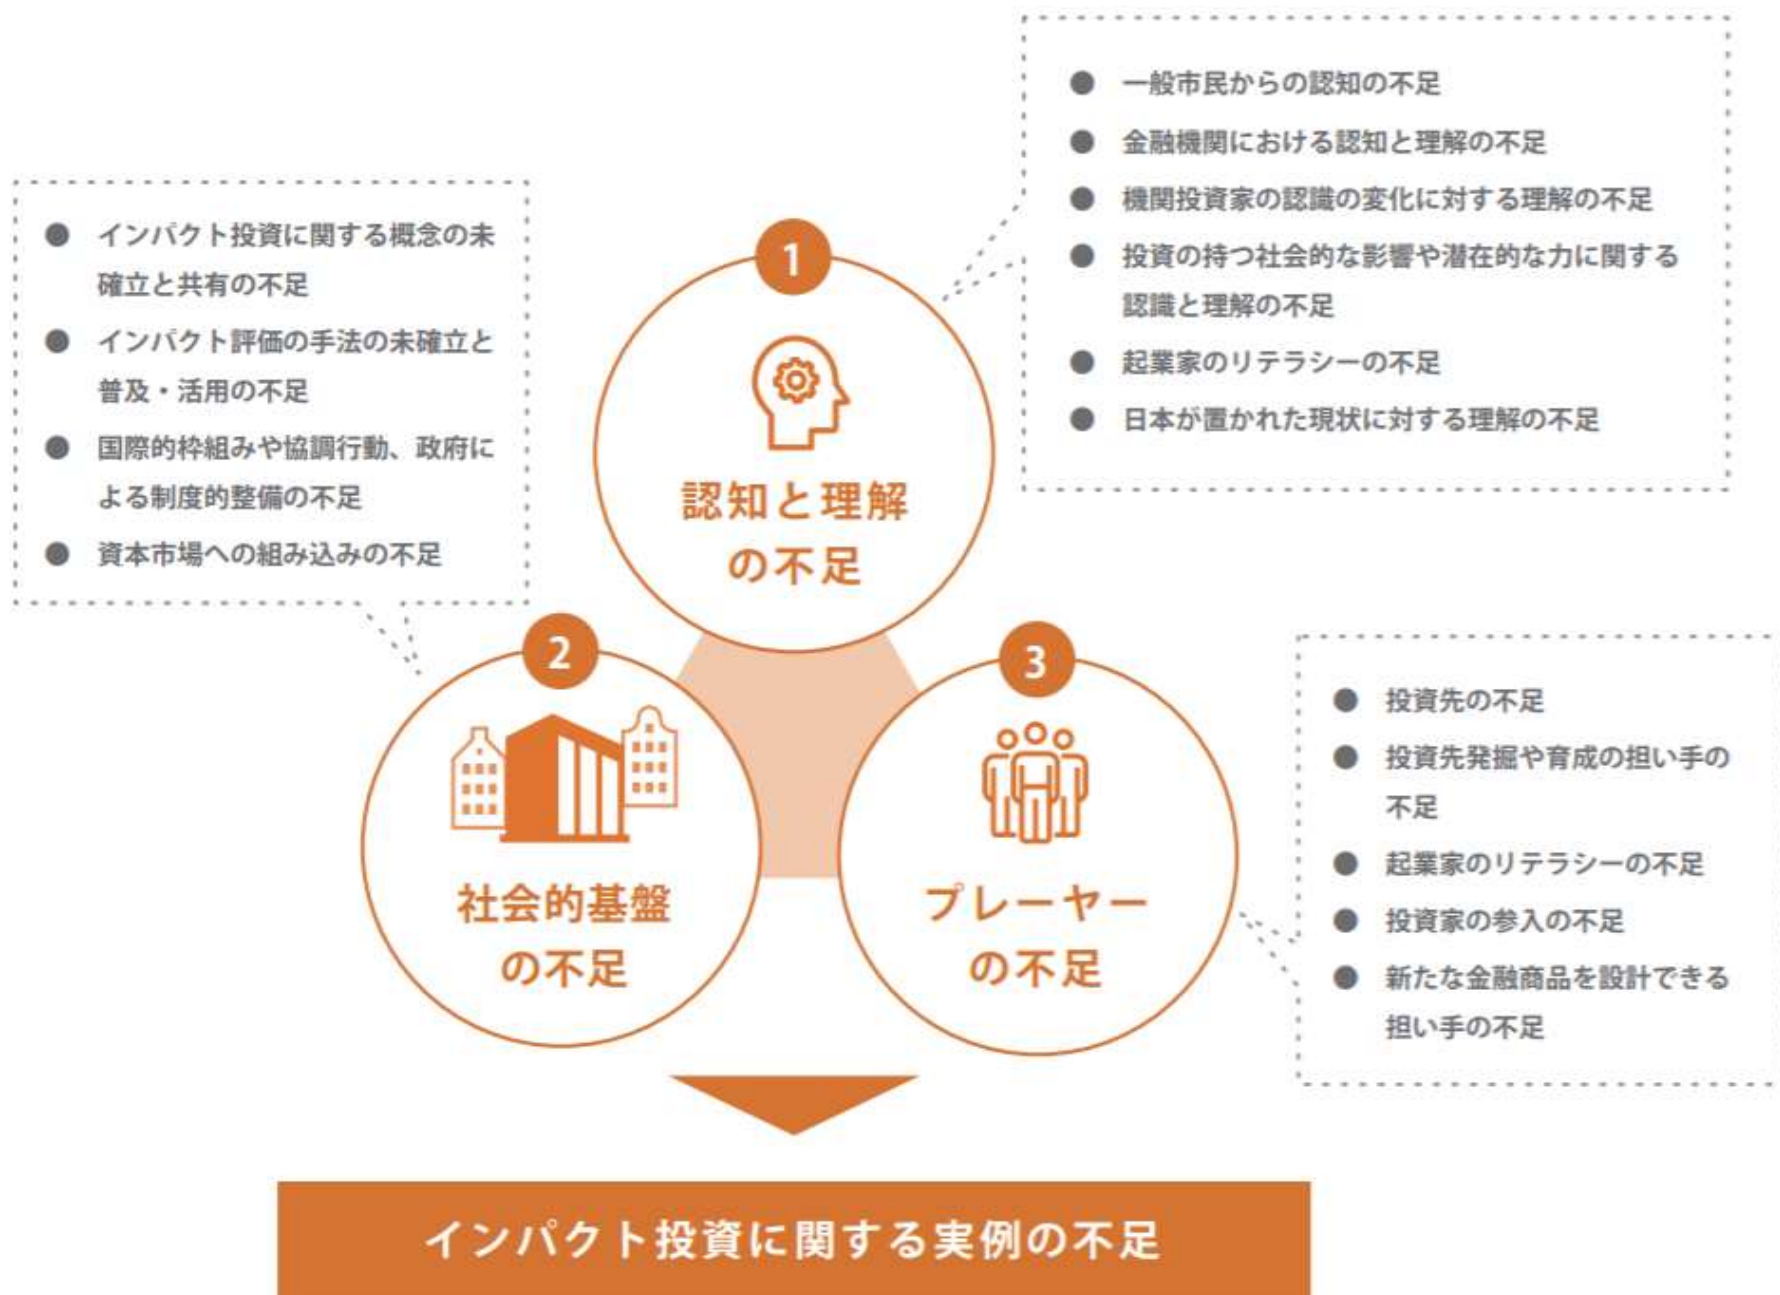 1
認知と理解
の不足
● 一般市民からの認知の不足
● 金融機関における認知と理解の不足
● 機関投資家の認識の変化に対する理解の不足
● 投資の持つ社会的な影響や潜在的な力に関する
認識と理解の不足
● 起業家のリテラシーの不足
● 日本が置かれた現状に対する理解の不足
2
社会的基盤
の不足
● インパクト投資に関する概念の未
確立と共有の不足
● インパクト評価の手法の未確立と
普及・活用の不足
● 国際的枠組みや協調行動、政府に
よる制度的整備の不足
● 資本市場への組み込みの不足
3
プレーヤー
の不足
● 投資先の不足
● 投資先発掘や育成の担い手の
不足
● 起業家のリテラシーの不足
● 投資家の参入の不足
● 新たな金融商品を設計できる
担い手の不足
インパクト投資に関する実例の不足